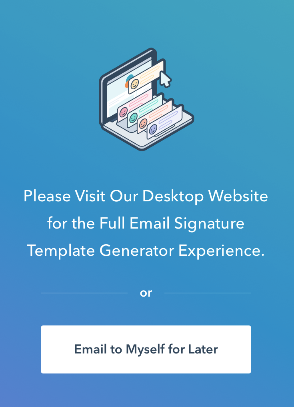 Please Visit Our Desktop Website
for the Full Email Signature
Template Generator Experience.
or
Email to Myself for Later